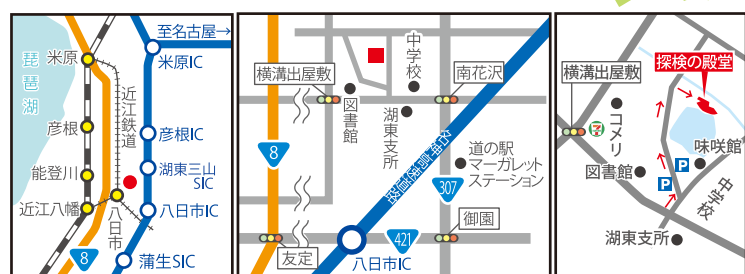 至名古屋→
米原
米原IC
琵琶湖
近江鉄道
彦根
彦根IC
能登川
湖東三山
SIC
近江八幡
八日市
八日市IC
8
蒲生SIC
中学校
横溝出屋敷
南花沢
図書館
湖東支所
名神高速道路
8
道の駅
マーガレット
ステーション
307
御園
421
友定
八日市IC
探検の殿堂
横溝出屋敷
コメリ
味咲館
図書館
P
P
中学校
湖東支所